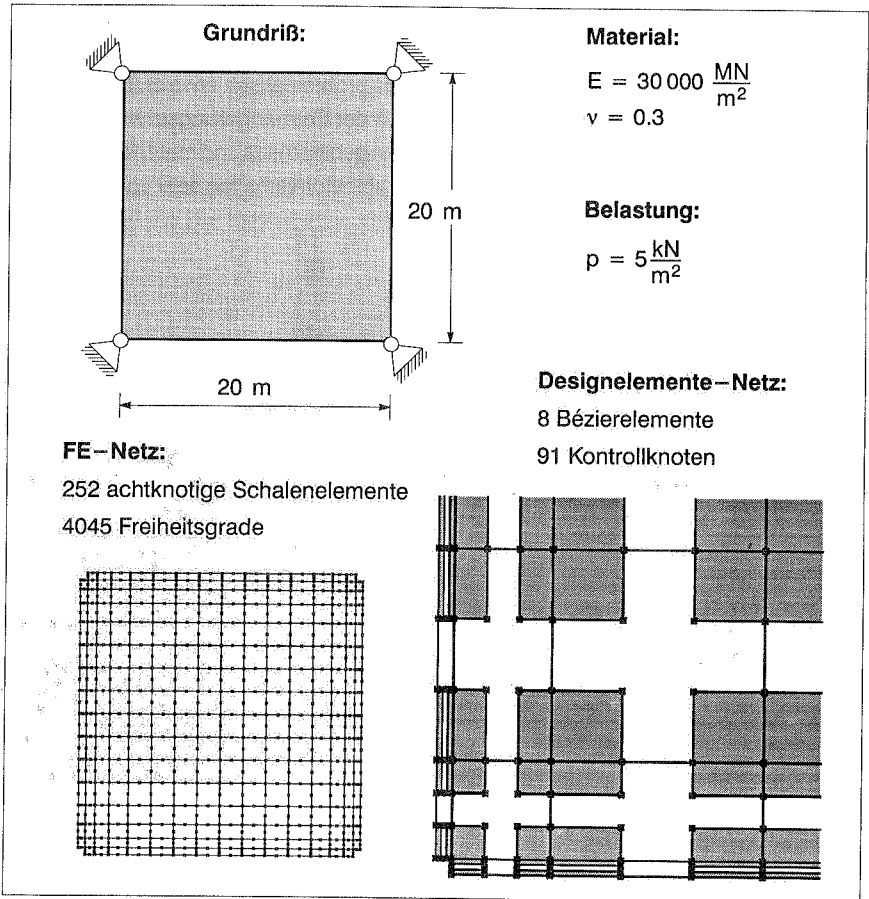 Grundriß:
20 m
20 m
Material:
E = 30 000 MN/m²
ν = 0.3
Belastung:
p = 5 kN/m²
FE–Netz:
252 achtknotige Schalenelemente
4045 Freiheitsgrade
Designelemente–Netz:
8 Bézierelemente
91 Kontrollknoten